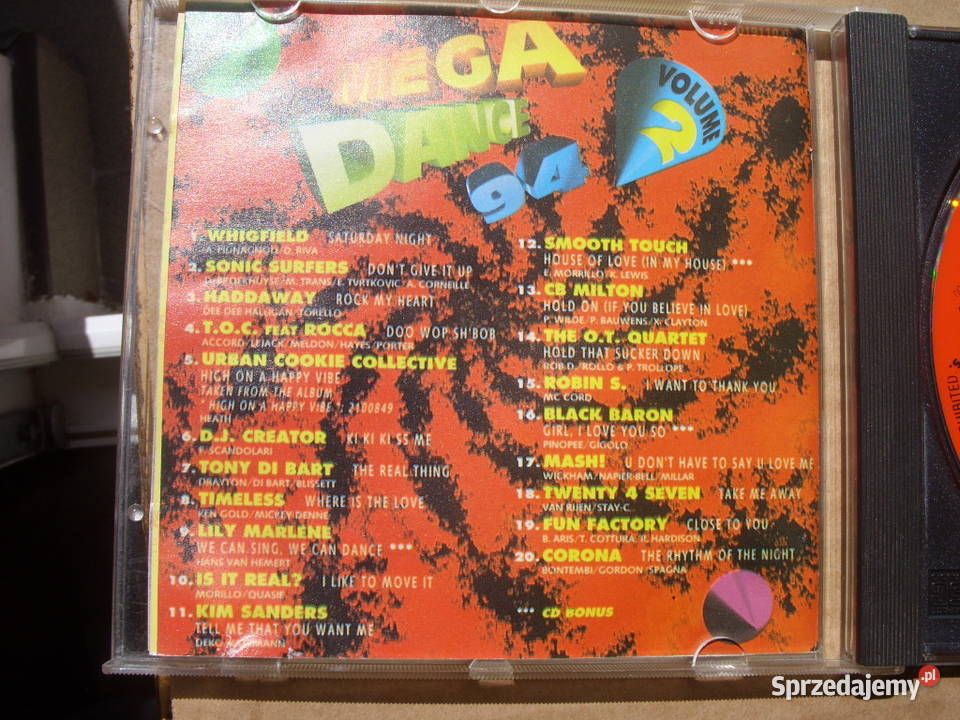 MEGA
DANCE
94
VOLUME
2
1. WHIGFIELD SATURDAY NIGHT
A. PIGNAGNOLI/D. RIVA
2. SONIC SURFERS DON'T GIVE IT UP
D. BELTEKHUYSE/M. TRANS/E. TVRTKOVIC/A. CORNEILLE
3. HADDAWAY ROCK MY HEART
DEE DEE HALLIGAN/TORELLO
4. T.O.C. FEAT ROCCA DOO WOP SH'BOB
ACCORD/LEJACK/MELDON/HAYES/PORTER
5. URBAN COOKIE COLLECTIVE
HIGH ON A HAPPY VIBE
TAKEN FROM THE ALBUM
"HIGH ON A HAPPY VIBE": 2100849
HEATH
6. D.J. CREATOR KI KI KI SS ME
F. SCANDOLARI
7. TONY DI BART THE REAL THING
DRAYTON/DI BART/BLISSETT
8. TIMELESS WHERE IS THE LOVE
KEN GOLD/MICKEY DENNE
9. LILY MARLENE
WE CAN SING, WE CAN DANCE ***
HANS VAN HEMERT
10. IS IT REAL? I LIKE TO MOVE IT
MORILLO/QUASIE
11. KIM SANDERS
TELL ME THAT YOU WANT ME
12. SMOOTH TOUCH
HOUSE OF LOVE (IN MY HOUSE) ***
E. MORRILLO/K. LEWIS
13. CB MILTON
HOLD ON (IF YOU BELIEVE IN LOVE)
P. WILDE/P. BAUWENS/X. CLAYTON
14. THE O.T. QUARTET
HOLD THAT SUCKER DOWN
ROB D./ROLLO & P. TROLLOPE
15. ROBIN S. I WANT TO THANK YOU
MC CORD
16. BLACK BARON
GIRL, I LOVE YOU SO ***
PINOPEE/GIGOLO
17. MASH! U DON'T HAVE TO SAY U LOVE ME
WICKHAM/NAPIER-BELL/MILLAR
18. TWENTY 4 SEVEN TAKE ME AWAY
VAN RIJEN/STAY-C
19. FUN FACTORY CLOSE TO YOU
B. ARIS/T. COTTURA/R. HARDISON
20. CORONA THE RHYTHM OF THE NIGHT
BONTEMBI/GORDON/SPAGNA
*** CD BONUS
Sprzedajemy.pl